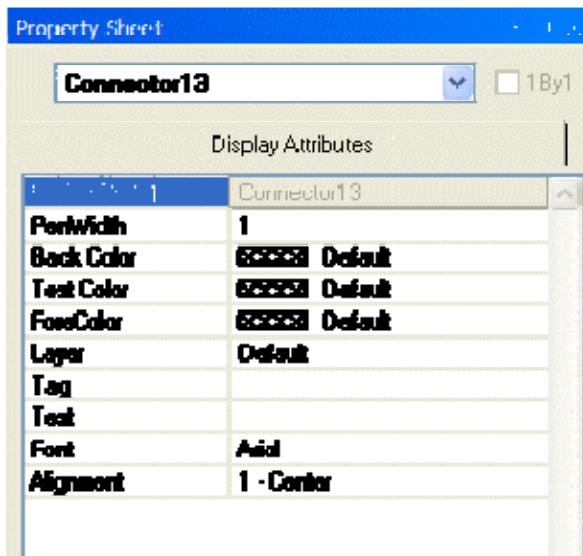 Property Sheet
Connector13
1By1
Display Attributes
Connector13
PenWidth 1
Back Color Default
Text Color Default
ForeColor Default
Layer Default
Tag
Text
Font Arial
Alignment 1 - Center